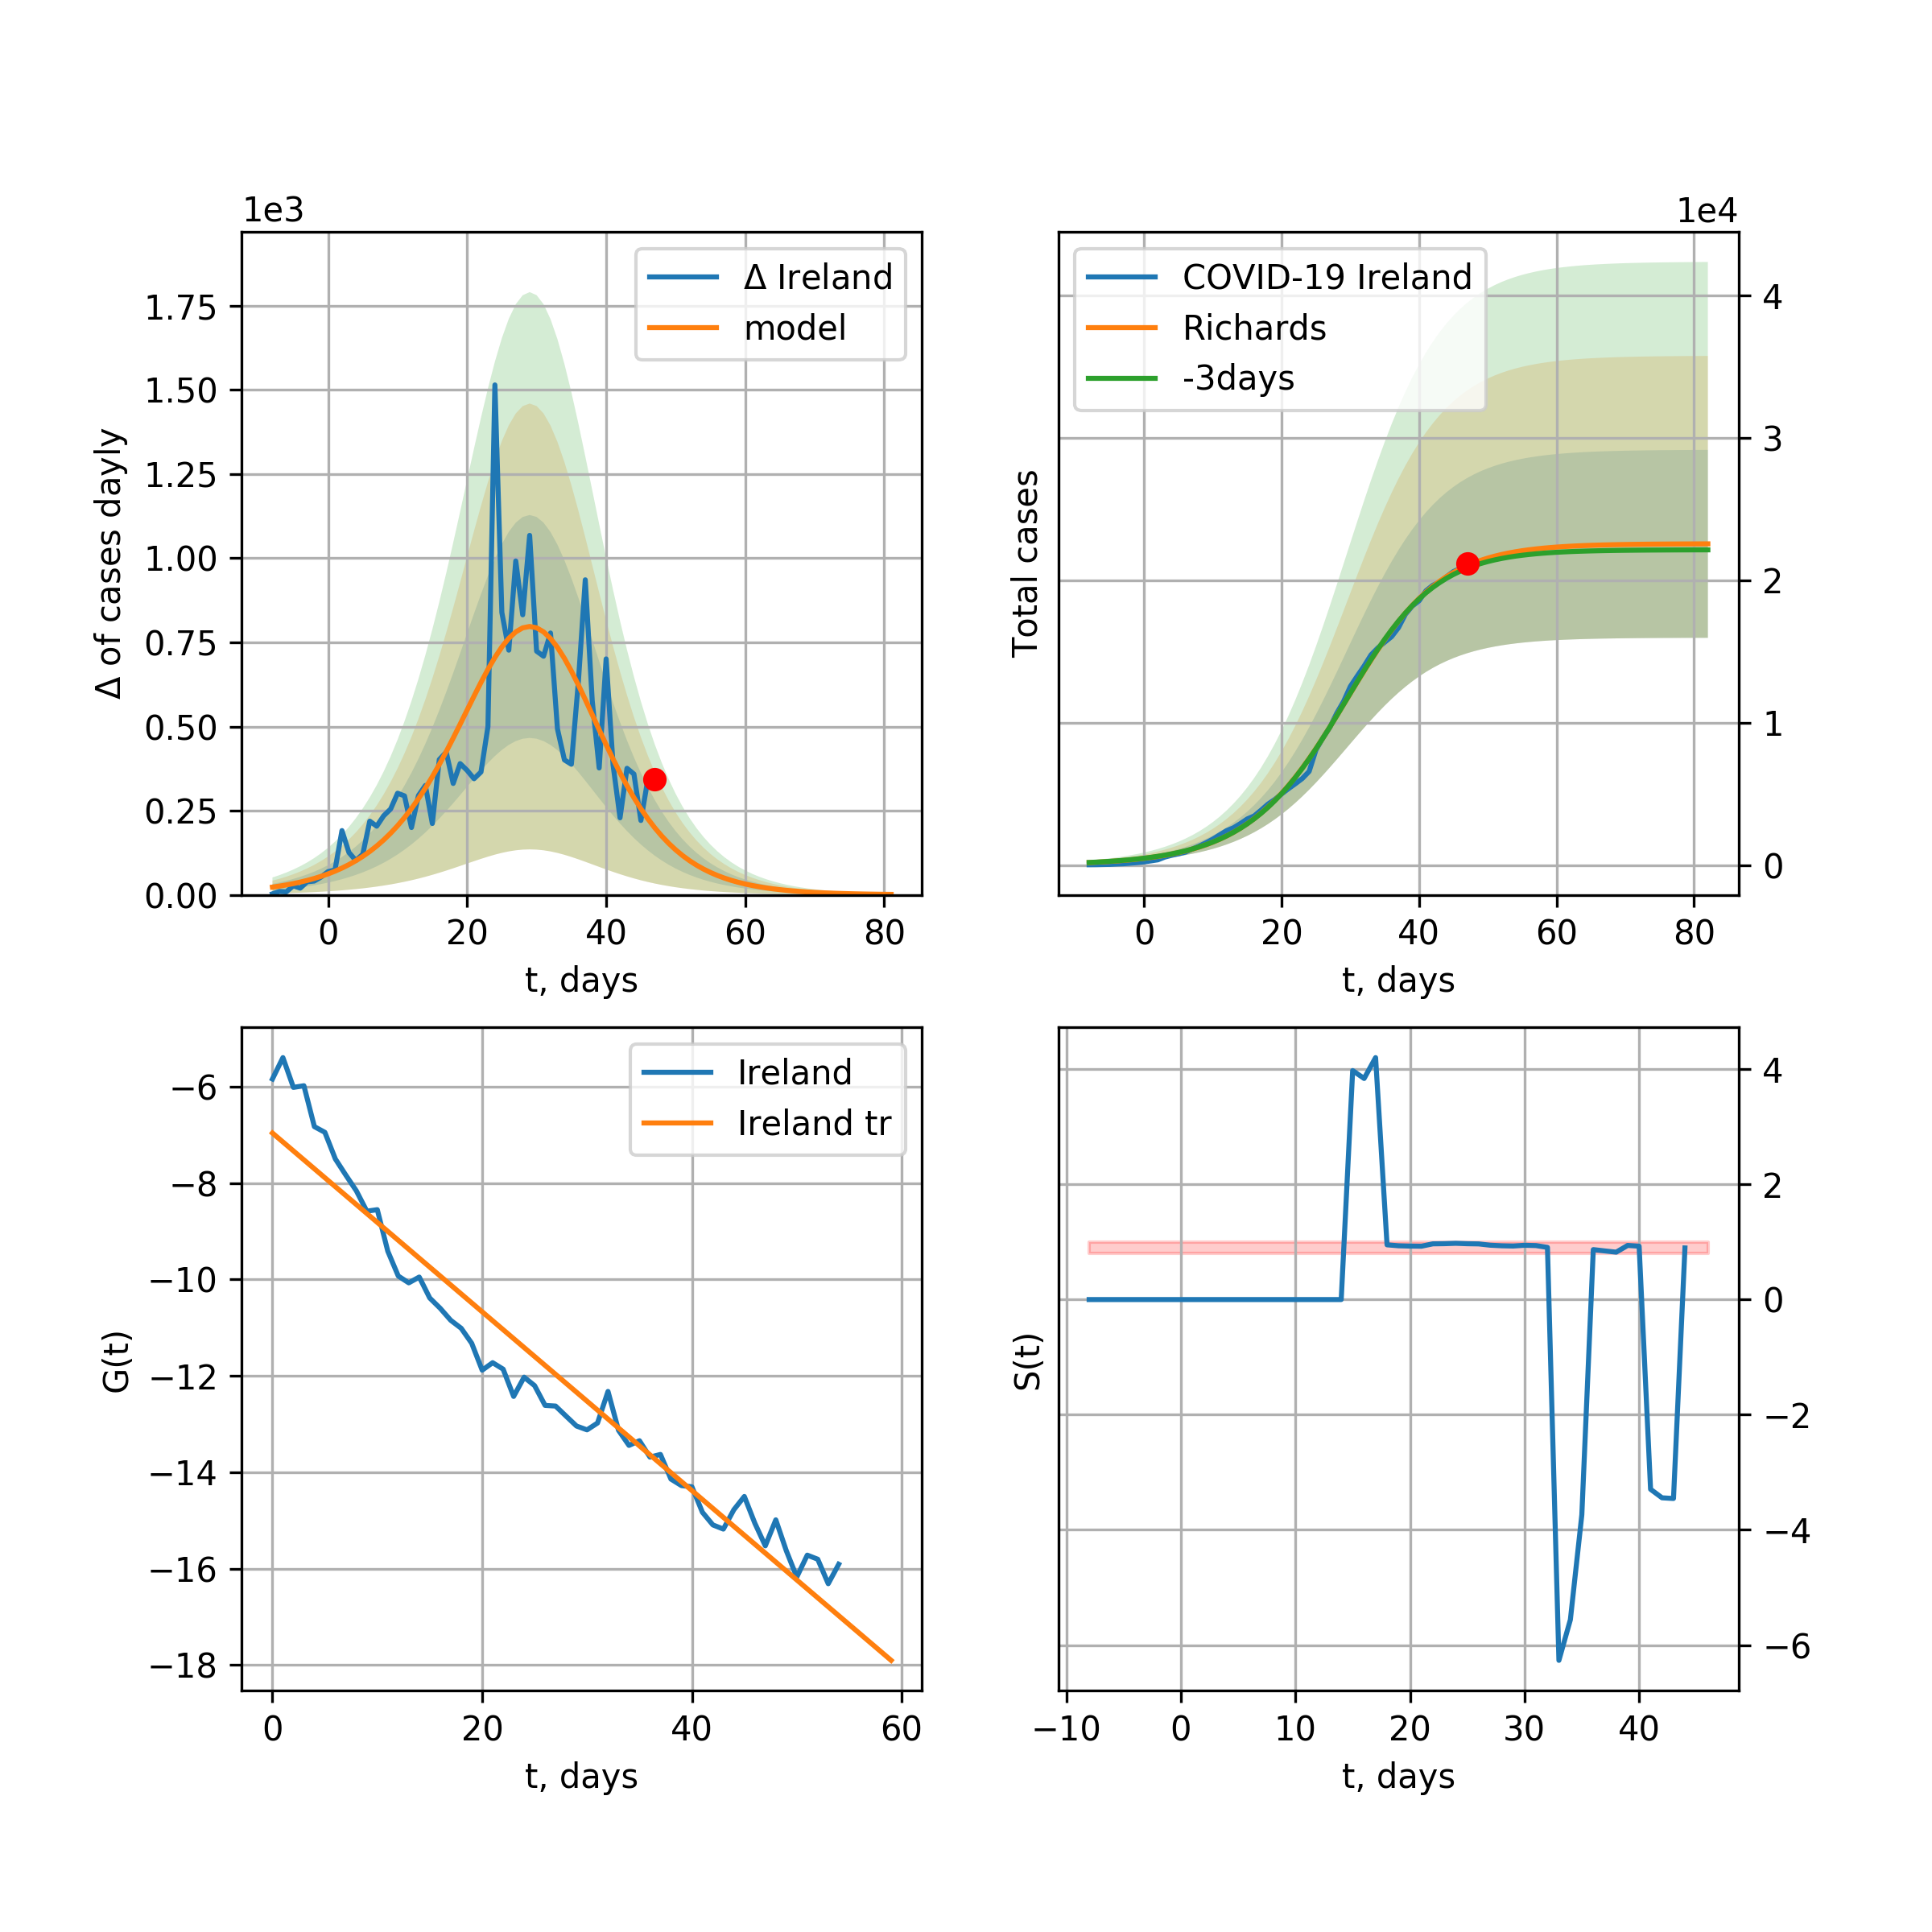 1e3
Δ of cases dayly
1.75
1.50
1.25
1.00
0.75
0.50
0.25
0.00
Δ Ireland
model
0 20 40 60 80
t, days
1e4
Total cases
COVID-19 Ireland
Richards
-3days
4
3
2
1
0
0 20 40 60 80
t, days
G(t)
−6
−8
−10
−12
−14
−16
−18
Ireland
Ireland tr
0 20 40 60
t, days
S(t)
4
2
0
−2
−4
−6
−10 0 10 20 30 40
t, days